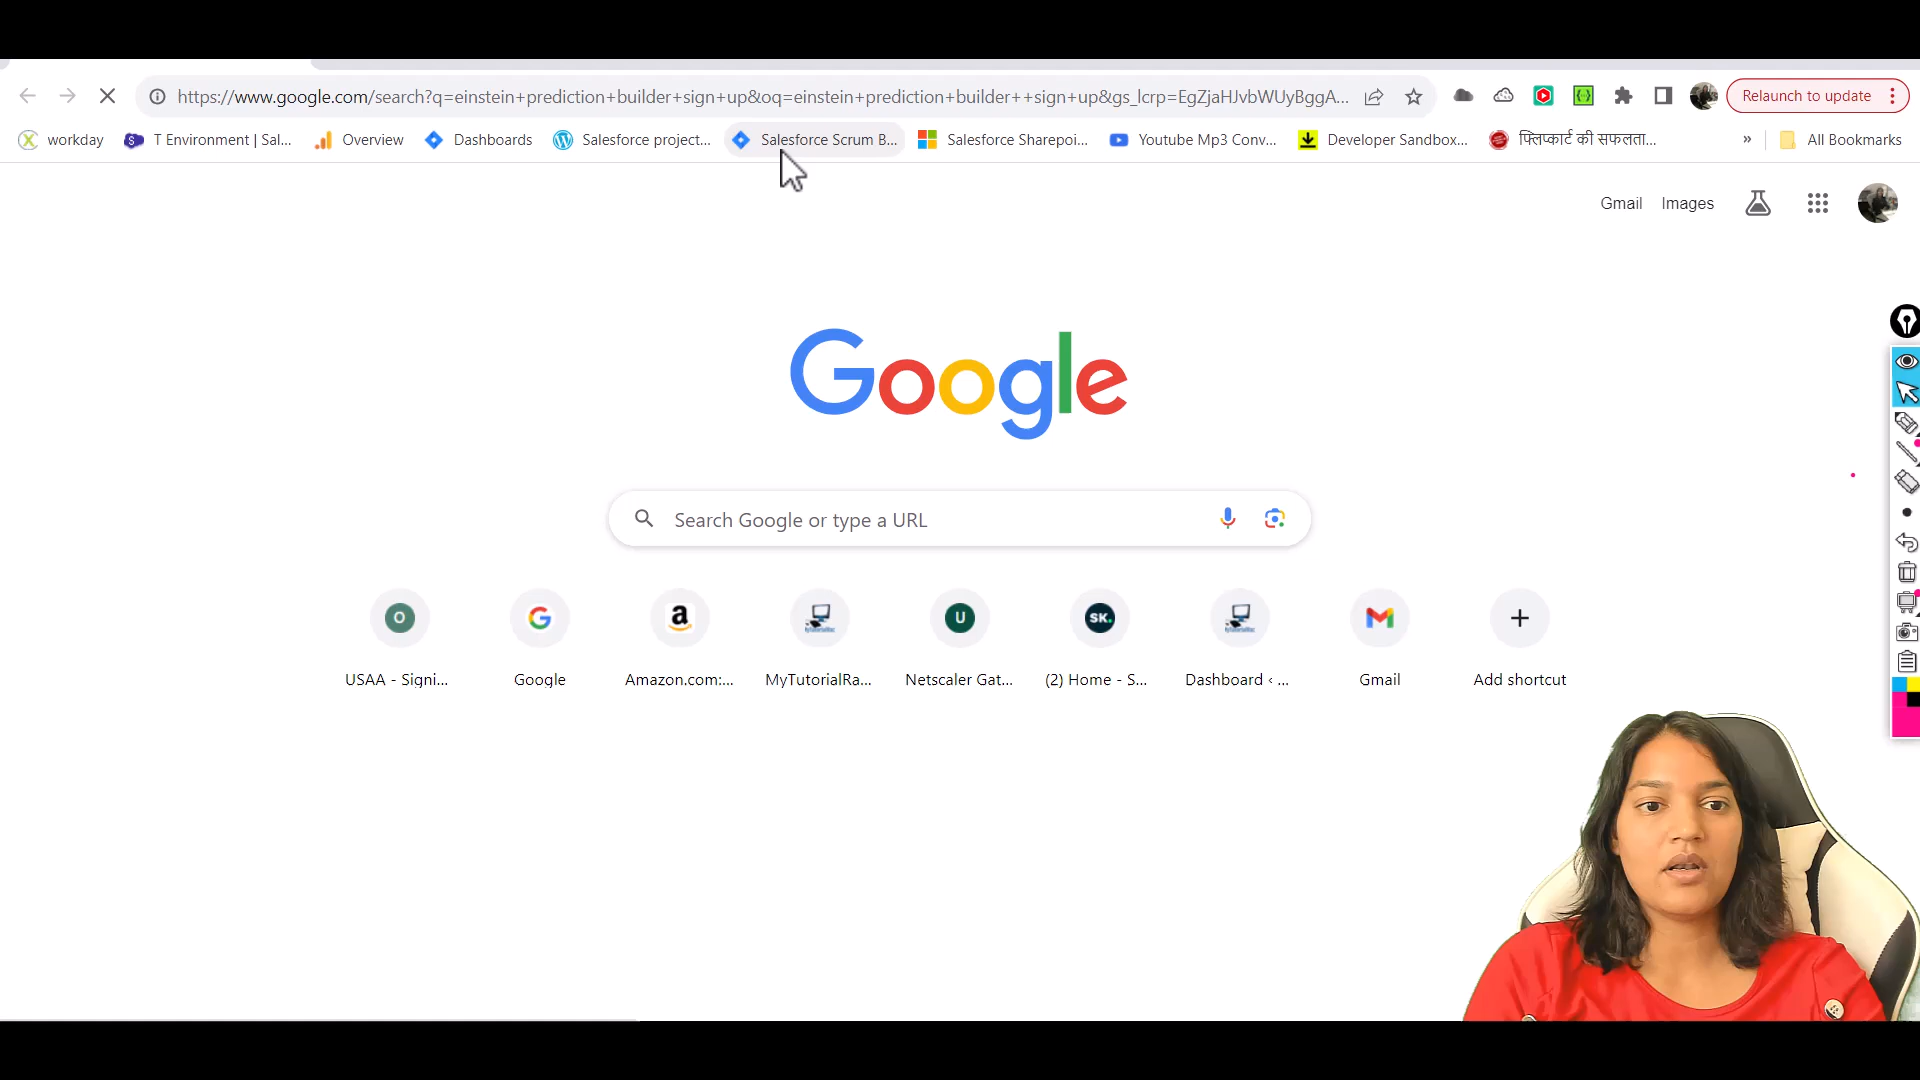 https://www.google.com/search?q=einstein+prediction+builder+sign+up&oq=einstein+prediction+builder++sign+up&gs_lcrp=EgZjaHJvbWUyBggA...
Relaunch to update
workday
T Environment | Sal...
Overview
Dashboards
Salesforce project...
Salesforce Scrum B...
Salesforce Sharepoi...
Youtube Mp3 Conv...
Developer Sandbox...
फ्लिप्कार्ट की सफलता...
»
All Bookmarks
Gmail
Images
Google
Search Google or type a URL
O
U
SK.
USAA - Signi...
Google
Amazon.com:...
MyTutorialRa...
Netscaler Gat...
(2) Home - S...
Dashboard ‹ ...
Gmail
Add shortcut